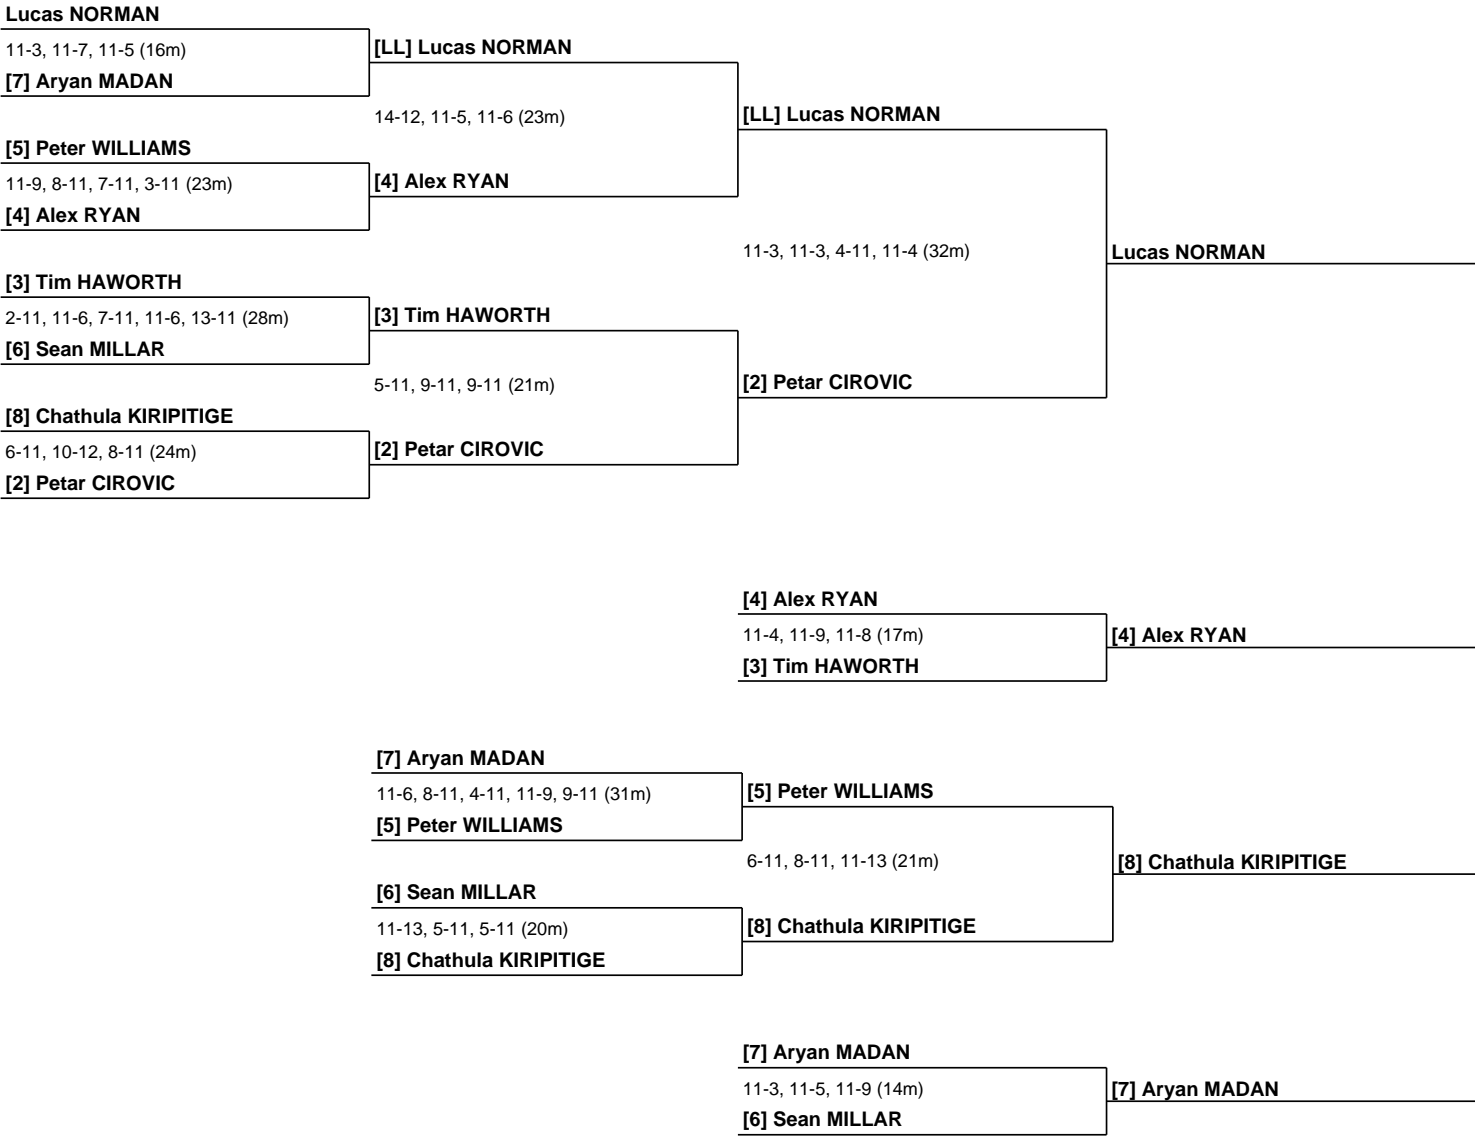 Lucas NORMAN
11-3, 11-7, 11-5 (16m)
[LL] Lucas NORMAN
[7] Aryan MADAN
14-12, 11-5, 11-6 (23m)
[LL] Lucas NORMAN
[5] Peter WILLIAMS
11-9, 8-11, 7-11, 3-11 (23m)
[4] Alex RYAN
[4] Alex RYAN
11-3, 11-3, 4-11, 11-4 (32m)
Lucas NORMAN
[3] Tim HAWORTH
2-11, 11-6, 7-11, 11-6, 13-11 (28m)
[3] Tim HAWORTH
[6] Sean MILLAR
5-11, 9-11, 9-11 (21m)
[2] Petar CIROVIC
[8] Chathula KIRIPITIGE
6-11, 10-12, 8-11 (24m)
[2] Petar CIROVIC
[2] Petar CIROVIC
[4] Alex RYAN
11-4, 11-9, 11-8 (17m)
[4] Alex RYAN
[3] Tim HAWORTH
[7] Aryan MADAN
11-6, 8-11, 4-11, 11-9, 9-11 (31m)
[5] Peter WILLIAMS
[5] Peter WILLIAMS
6-11, 8-11, 11-13 (21m)
[8] Chathula KIRIPITIGE
[6] Sean MILLAR
11-13, 5-11, 5-11 (20m)
[8] Chathula KIRIPITIGE
[8] Chathula KIRIPITIGE
[7] Aryan MADAN
11-3, 11-5, 11-9 (14m)
[7] Aryan MADAN
[6] Sean MILLAR